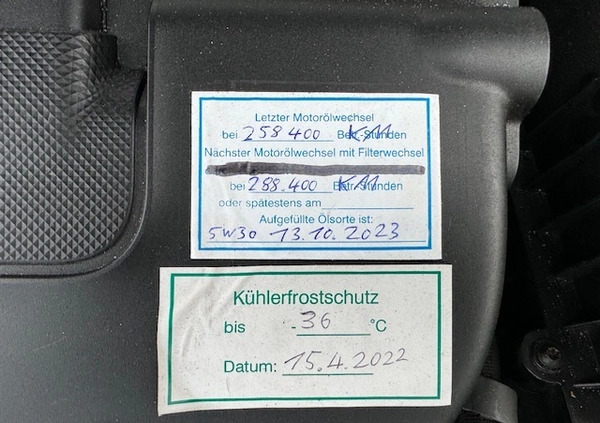 Letzter Motorölwechsel
bei 258 400 KM Betr.-Stunden
Nächster Motorölwechsel mit Filterwechsel
bei 288.400 KM Betr.-Stunden
oder spätestens am
Aufgefüllte Ölsorte ist:
5W30 13.10.2023
Kühlerfrostschutz
bis -36 °C
Datum: 15.4.2022